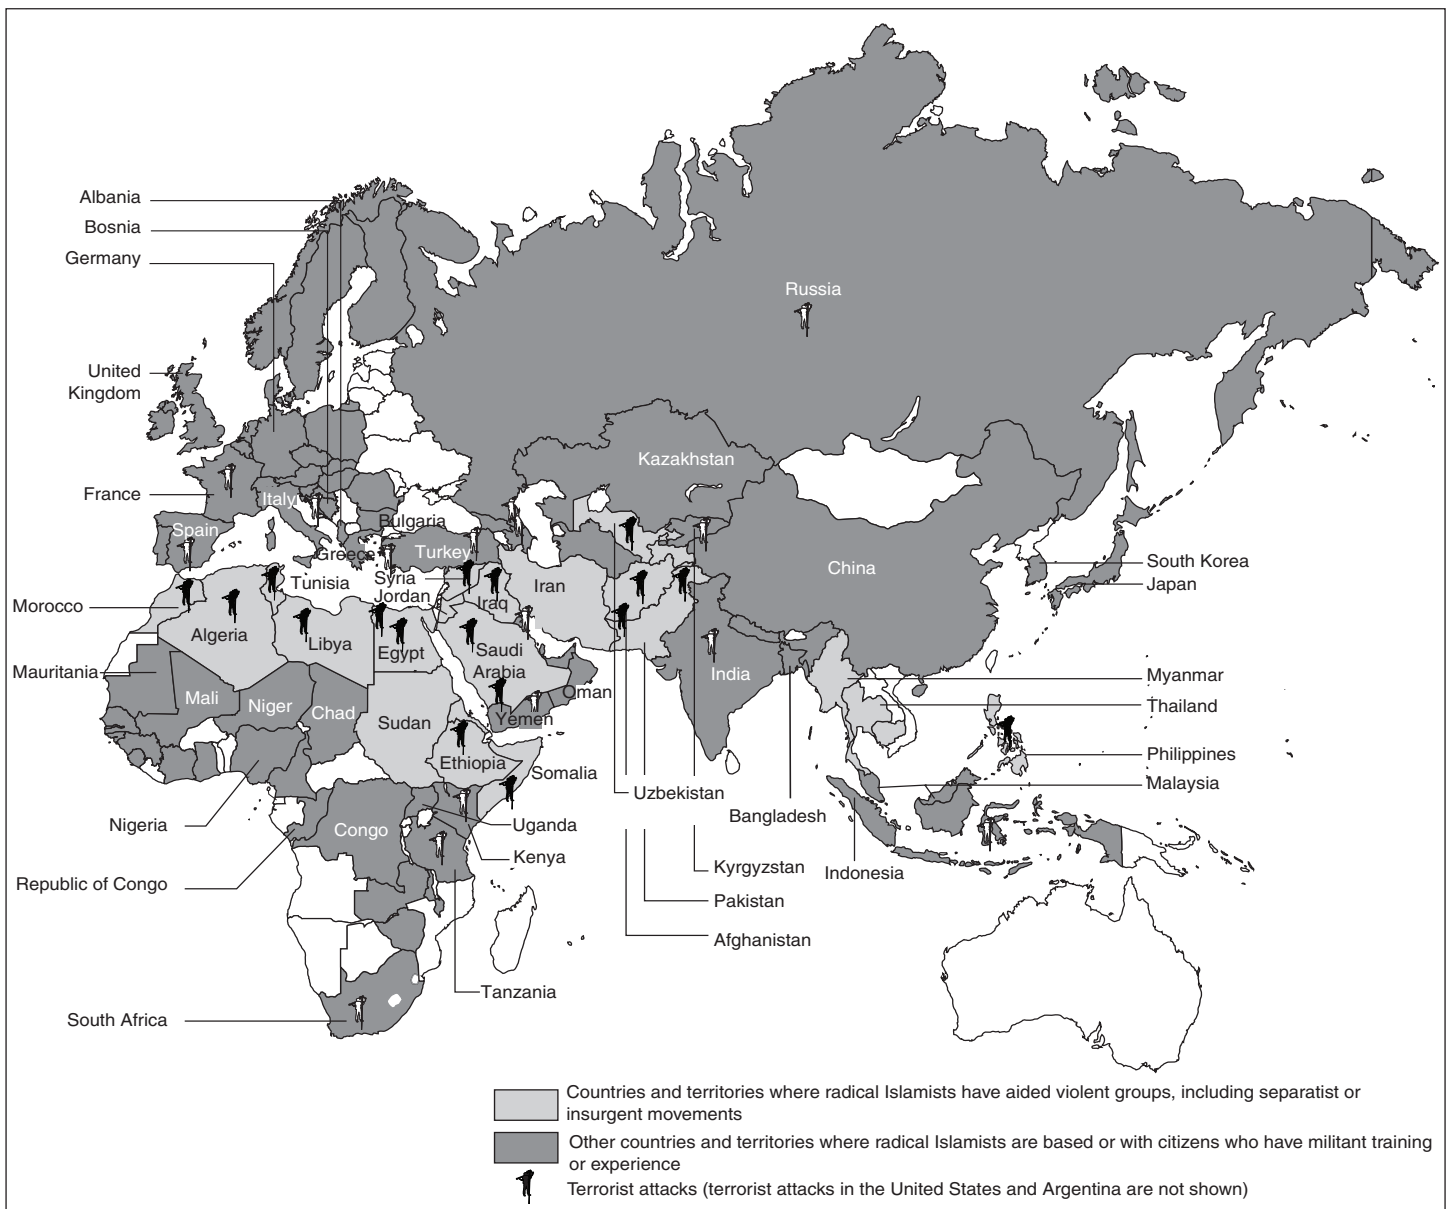 Albania
Bosnia
Germany
Russia
United
Kingdom
Kazakhstan
France
Italy
Bulgaria
Spain
Greece
Turkey
China
South Korea
Japan
Tunisia
Syria
Jordan
Iran
Iraq
Morocco
Algeria
Libya
Egypt
Saudi
Arabia
India
Mauritania
Mali
Niger
Chad
Sudan
Oman
Yemen
Myanmar
Thailand
Philippines
Malaysia
Ethiopia
Somalia
Uzbekistan
Bangladesh
Nigeria
Congo
Uganda
Kenya
Kyrgyzstan
Indonesia
Republic of Congo
Pakistan
Afghanistan
Tanzania
South Africa
Countries and territories where radical Islamists have aided violent groups, including separatist or
insurgent movements
Other countries and territories where radical Islamists are based or with citizens who have militant training
or experience
Terrorist attacks (terrorist attacks in the United States and Argentina are not shown)